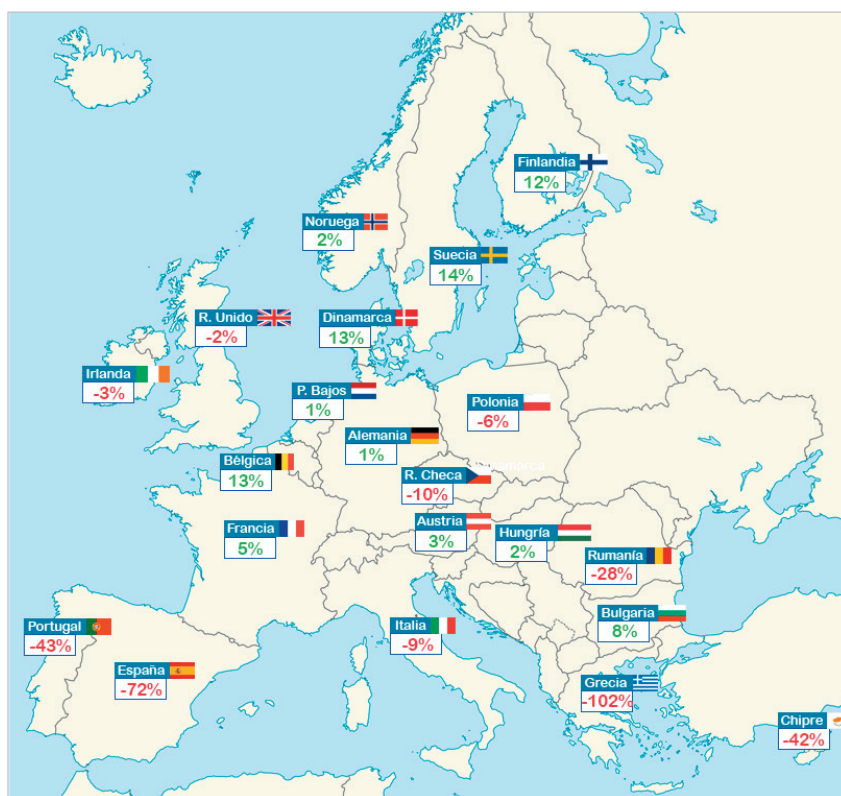 Finlandia
12%
Noruega
2%
Suecia
14%
R. Unido
-2%
Dinamarca
13%
Irlanda
-3%
P. Bajos
1%
Polonia
-6%
Alemania
1%
Bélgica
13%
R. Checa
-10%
Austria
3%
Francia
5%
Hungría
2%
Rumanía
-28%
Bulgaria
8%
Portugal
-43%
Italia
-9%
España
-72%
Grecia
-102%
Chipre
-42%